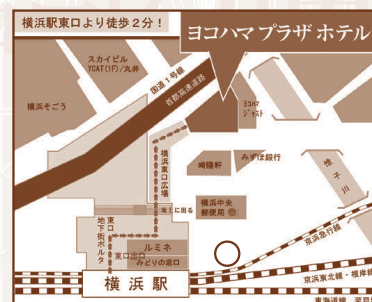 横浜駅東口より徒歩2分！
ヨコハマ プラザ ホテル
スカイビル
YCAT(1F)/丸井
国道1号線
首都高速道路
横浜そごう
ヨコハマ
ジャスト
横浜東口広場
崎陽軒
みずほ銀行
帷子川
横浜中央
郵便局
地上に出る
東口
地下街ポルタ
東口出口
ルミネ
みどりの窓口
横浜駅
京浜急行線
京浜東北線・根岸線
東海道線